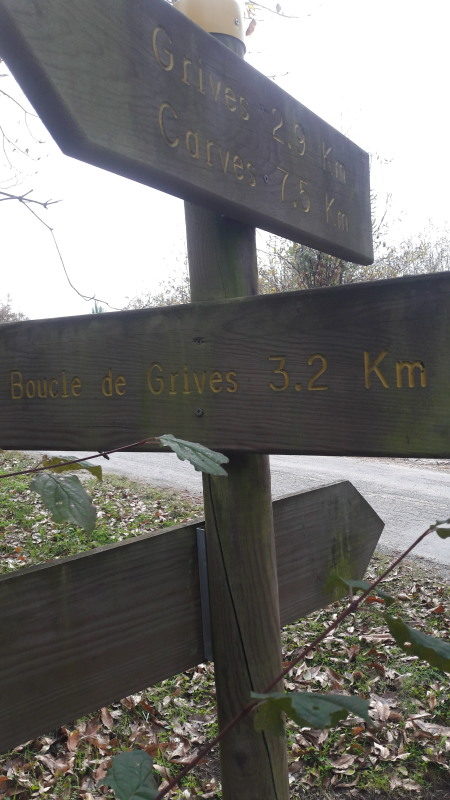 Grives 2.9 Km
Carves 7.5 Km
Boucle de Grives 3.2 Km